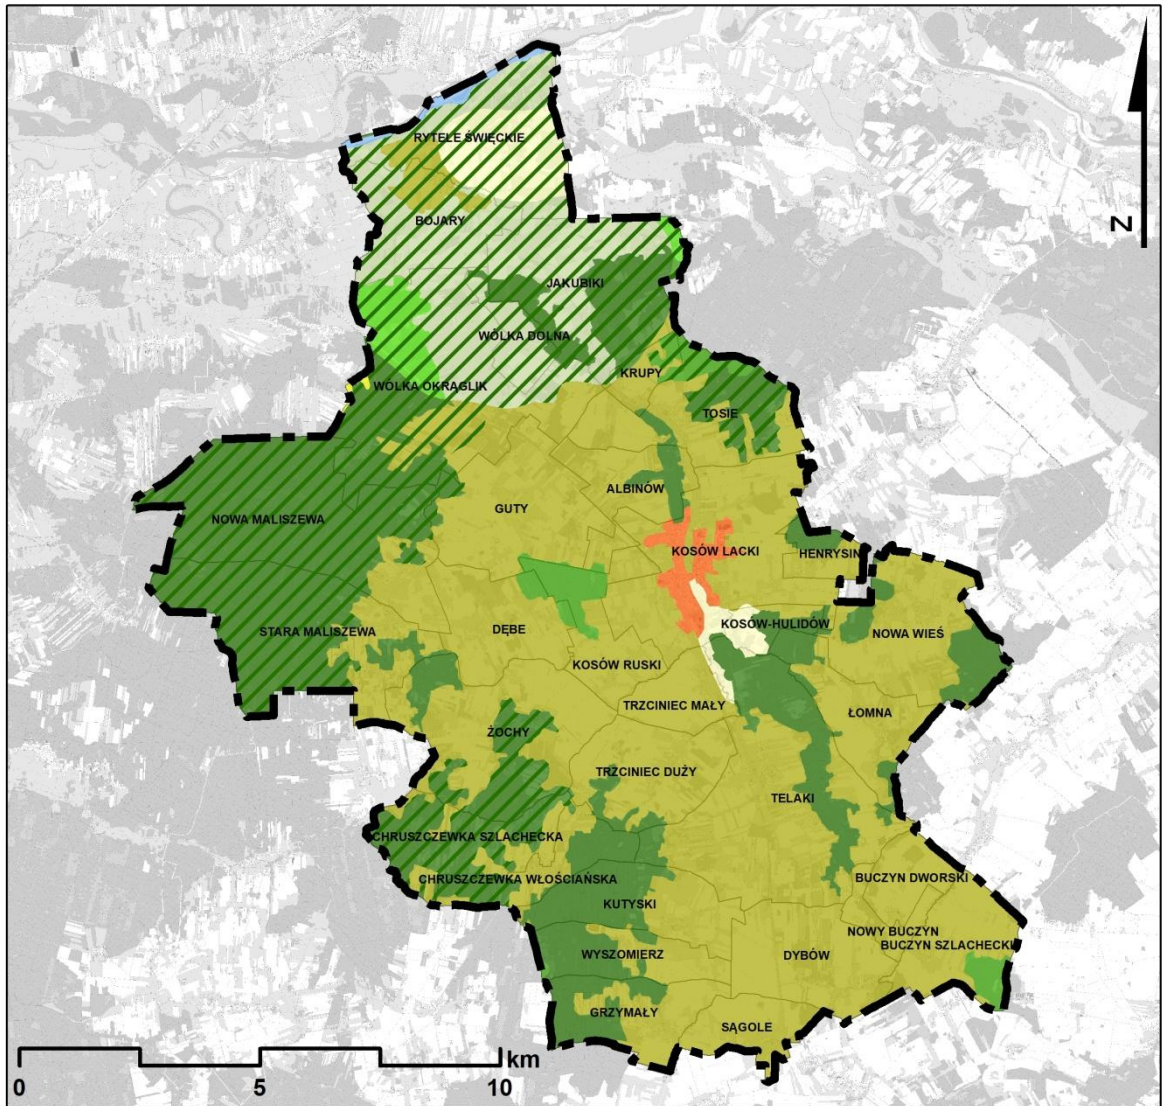 RYTELE ŚWIĘCKIE
BOJARY
N
JAKUBIKI
WÓLKA DOLNA
KRUPY
WÓLKA OKRĄGLIK
TOSIE
ALBINÓW
GUTY
NOWA MALISZEWA
KOSÓW LACKI
HENRYSIN
KOSÓW-HULIDÓW
STARA MALISZEWA
DĘBE
NOWA WIEŚ
KOSÓW RUSKI
TRZCINIEC MAŁY
ŁOMNA
ŻOCHY
TRZCINIEC DUŻY
TELAKI
CHRUSZCZEWKA SZLACHECKA
CHRUSZCZEWKA WŁOŚCIAŃSKA
BUCZYN DWORSKI
KUTYSKI
NOWY BUCZYN
BUCZYN SZLACHECKI
WYSZOMIERZ
DYBÓW
GRZYMAŁY
SĄGOLE
km
0 5 10